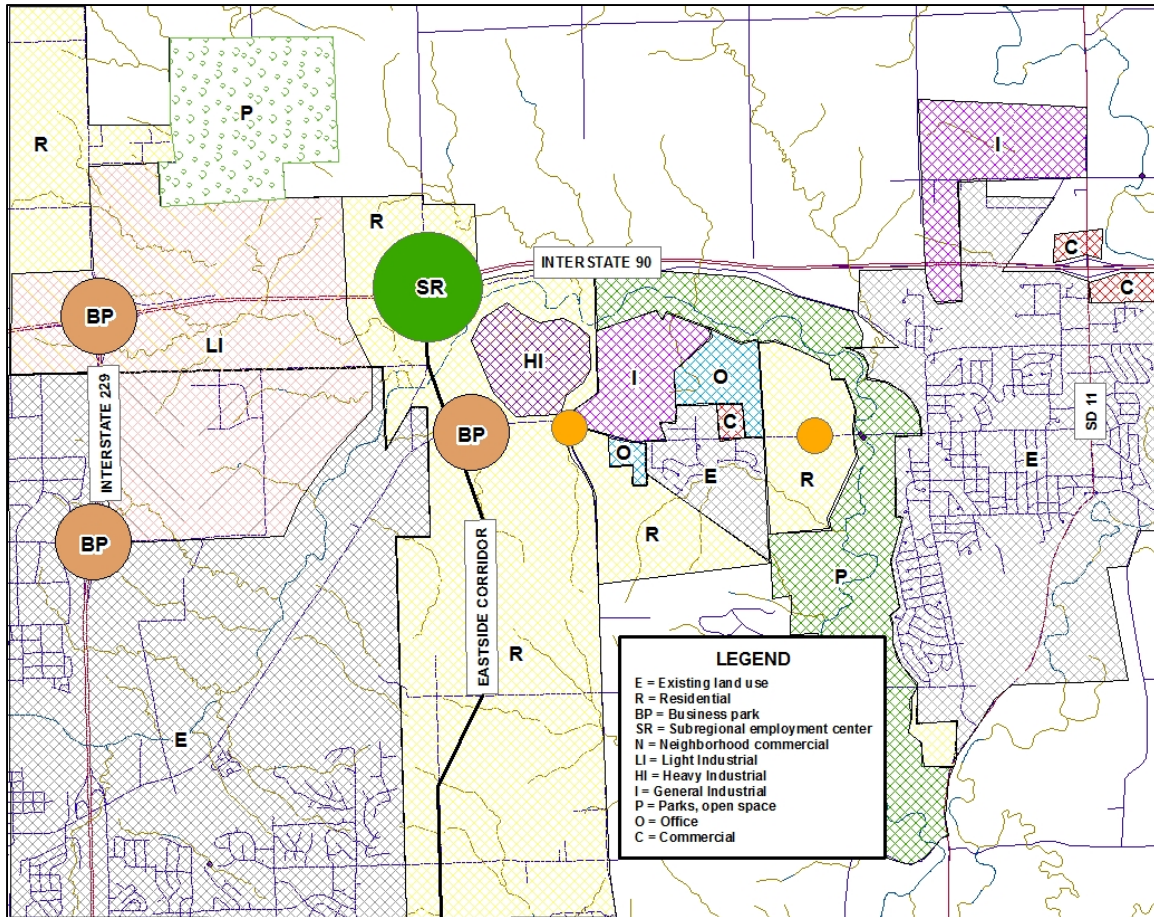 P
I
R
R
C
INTERSTATE 90
SR
C
BP
LI
HI
I
O
INTERSTATE 229
SD 11
C
BP
O
E
R
E
BP
R
P
EASTSIDE CORRIDOR
R
E
LEGEND
E = Existing land use
R = Residential
BP = Business park
SR = Subregional employment center
N = Neighborhood commercial
LI = Light Industrial
HI = Heavy Industrial
I = General Industrial
P = Parks, open space
O = Office
C = Commercial